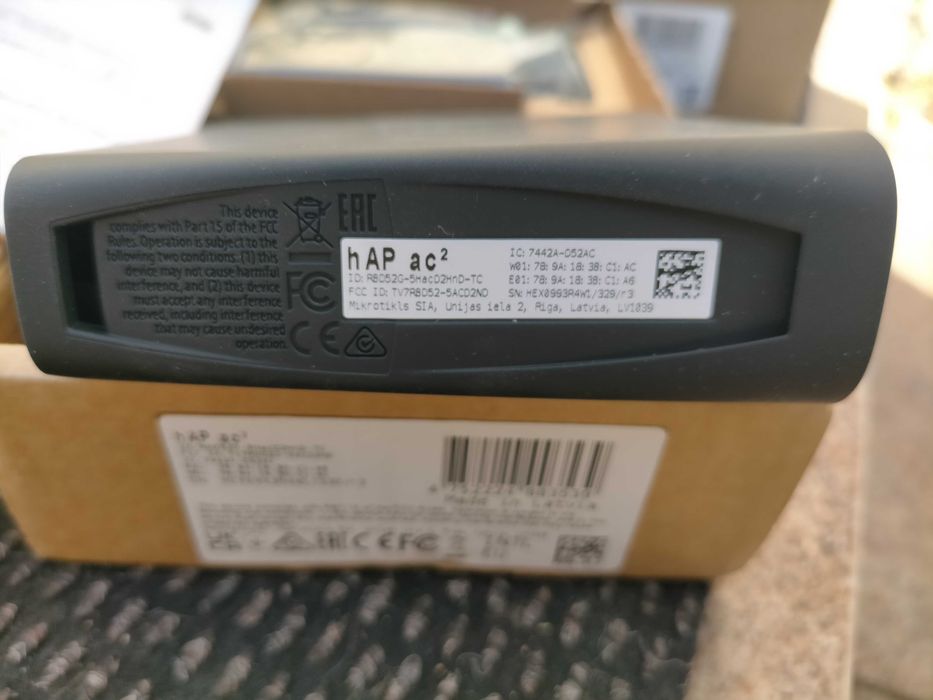 This device
complies with Part 15 of the FCC
Rules. Operation is subject to the
following two conditions: (1) this
device may not cause harmful
interference, and (2) this device
must accept any interference
received, including interference
that may cause undesired
operation.
EAC
FC
CE
hAP ac²
ID: RBD52G-5HacD2HnD-TC
FCC ID: TV7RBD52-5ACD2ND
Mikrotikls SIA, Unijas iela 2, Riga, Latvia, LV1039
IC: 7442A-D52AC
W01: 78: 9A: 18: 38: C1: AC
E01: 78: 9A: 18: 38: C1: A6
SN: HEX0993R4W1/329/r3
hAP ac²
Made in Latvia
EAC CE FC